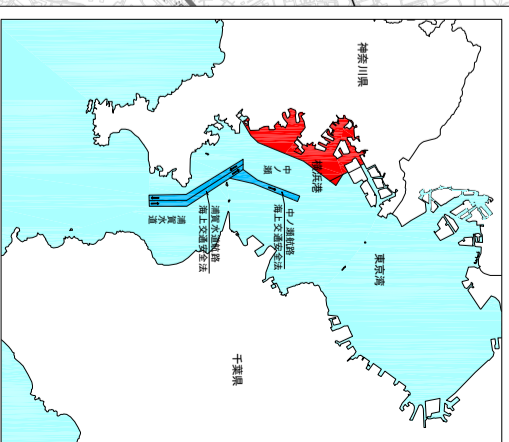 神奈川県
横浜港
中ノ瀬
中ノ瀬航路
海上交通安全法
東京湾
浦賀水道航路
海上交通安全法
浦賀水道
千葉県